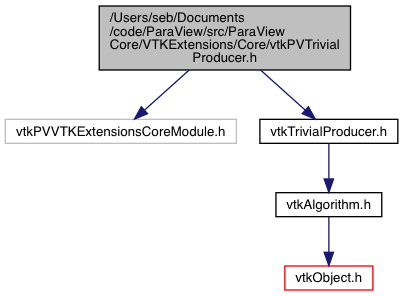 /Users/seb/Documents
/code/ParaView/src/ParaView
Core/VTKExtensions/Core/vtkPVTrivial
Producer.h
vtkPVVTKExtensionsCoreModule.h
vtkTrivialProducer.h
vtkAlgorithm.h
vtkObject.h